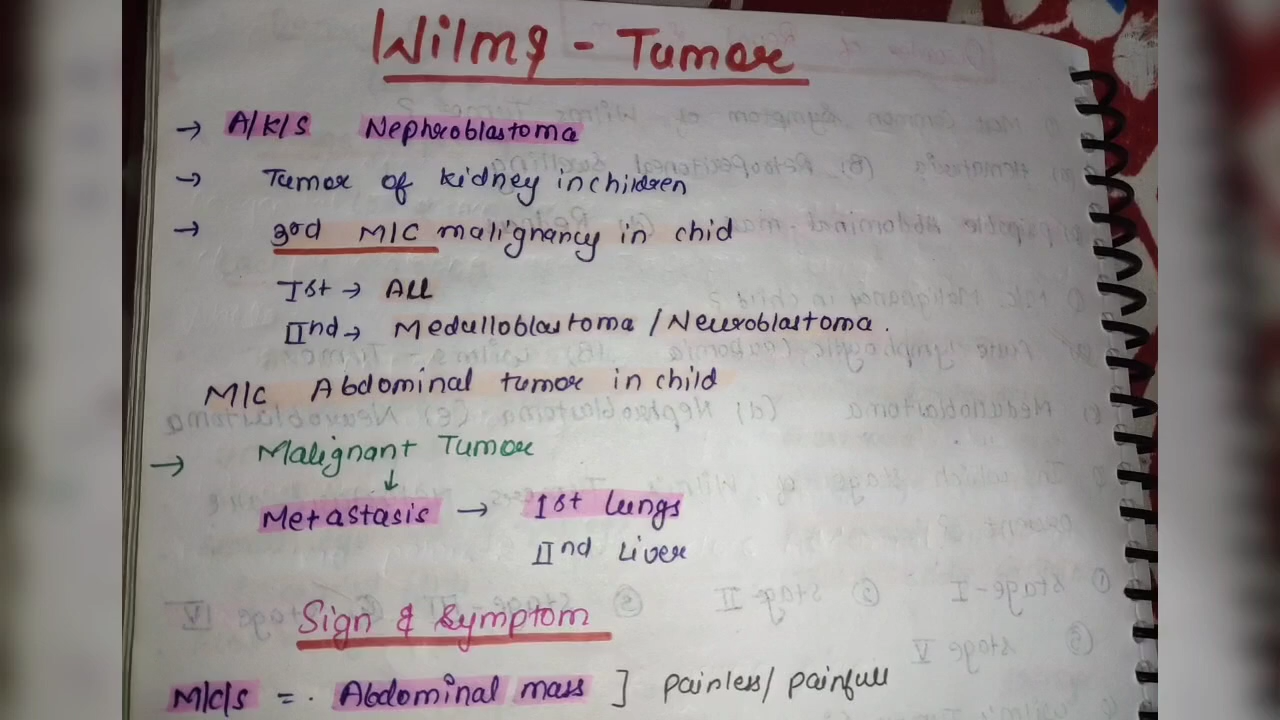 Wilms - Tumor
→ A/K/S Nephroblastoma
→ Tumor of kidney in children
→ 3rd M/C malignancy in chid
Ist → ALL
IInd → Medulloblastoma / Neuroblastoma.
M/C Abdominal tumor in child
→ Malignant Tumor
↓
Metastasis → Ist Lungs
IInd Liver
Sign & Symptom
M/C/S = . Abdominal mass ] painless/ painfull